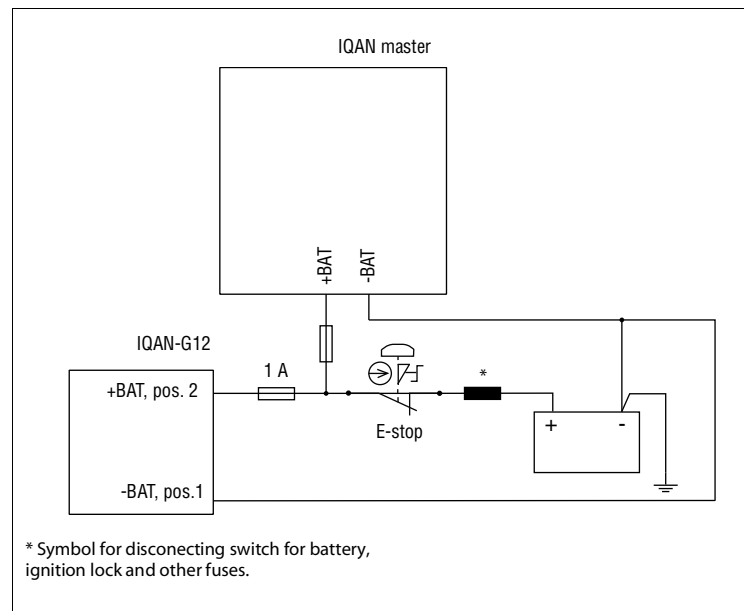 IQAN master
+BAT
-BAT
IQAN-G12
1 A
*
+BAT, pos. 2
E-stop
+ -
-BAT, pos.1
* Symbol for disconecting switch for battery,
ignition lock and other fuses.